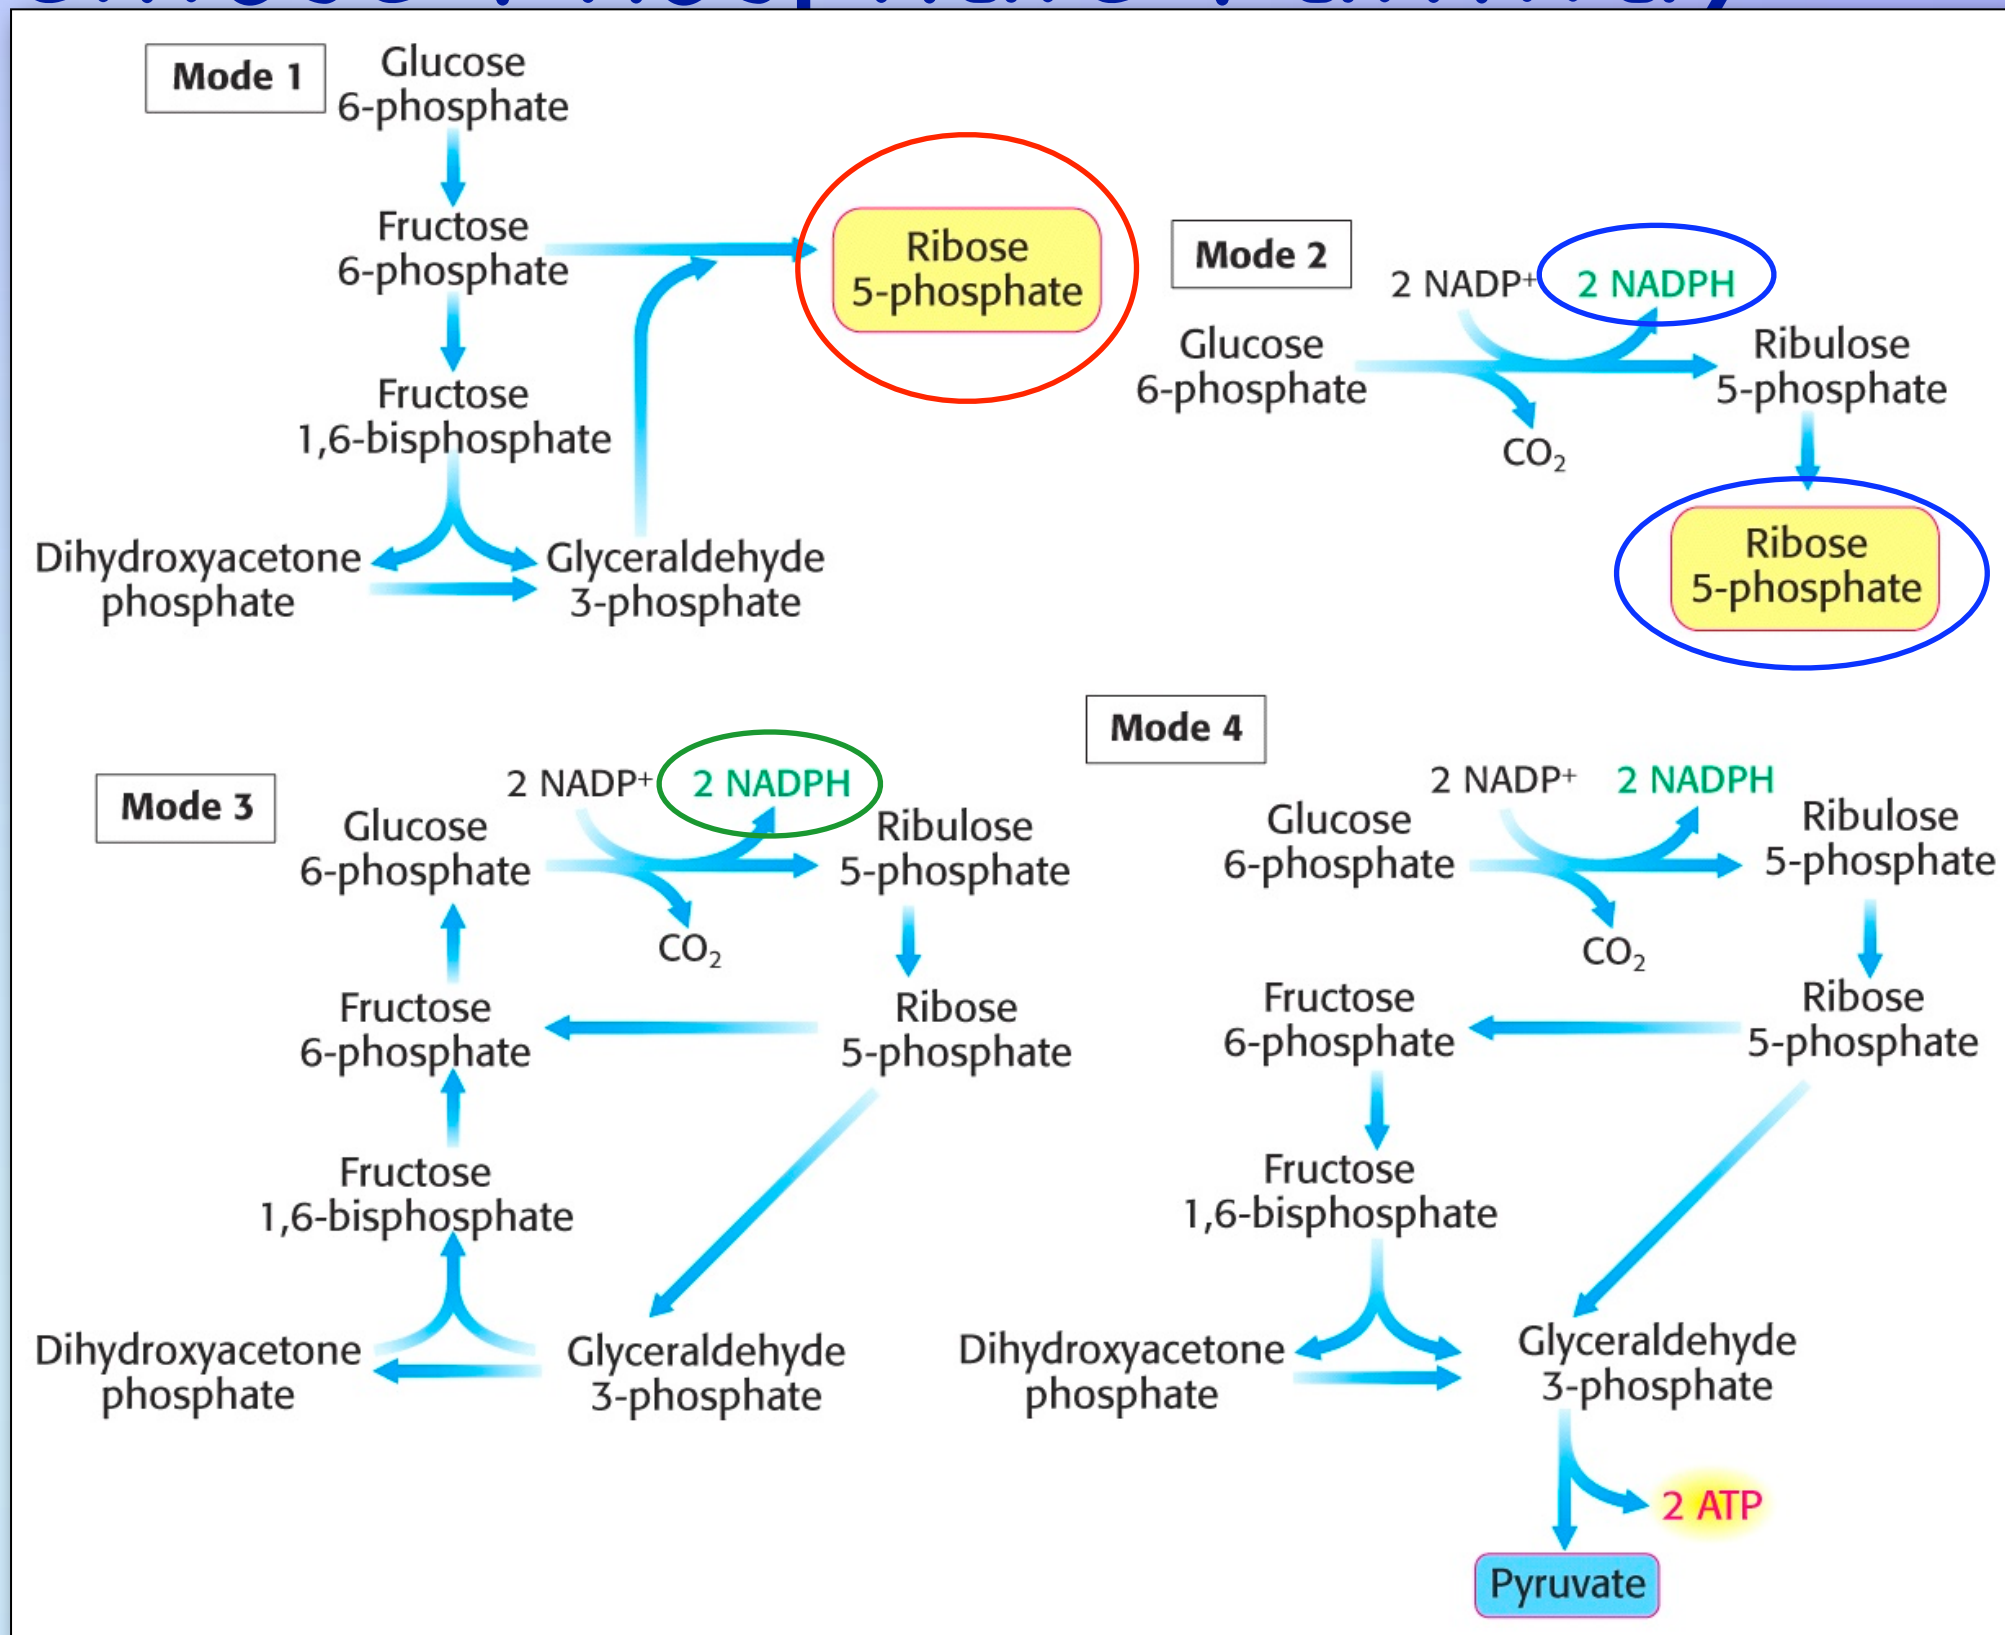 Mode 1
Glucose
6-phosphate
Fructose
6-phosphate
Ribose
5-phosphate
Fructose
1,6-bisphosphate
Dihydroxyacetone
phosphate
Glyceraldehyde
3-phosphate
Mode 2
2 NADP⁺
2 NADPH
Glucose
6-phosphate
Ribulose
5-phosphate
CO₂
Ribose
5-phosphate
Mode 3
2 NADP⁺
2 NADPH
Glucose
6-phosphate
Ribulose
5-phosphate
CO₂
Fructose
6-phosphate
Ribose
5-phosphate
Fructose
1,6-bisphosphate
Dihydroxyacetone
phosphate
Glyceraldehyde
3-phosphate
Mode 4
2 NADP⁺
2 NADPH
Glucose
6-phosphate
Ribulose
5-phosphate
CO₂
Fructose
6-phosphate
Ribose
5-phosphate
Fructose
1,6-bisphosphate
Dihydroxyacetone
phosphate
Glyceraldehyde
3-phosphate
2 ATP
Pyruvate